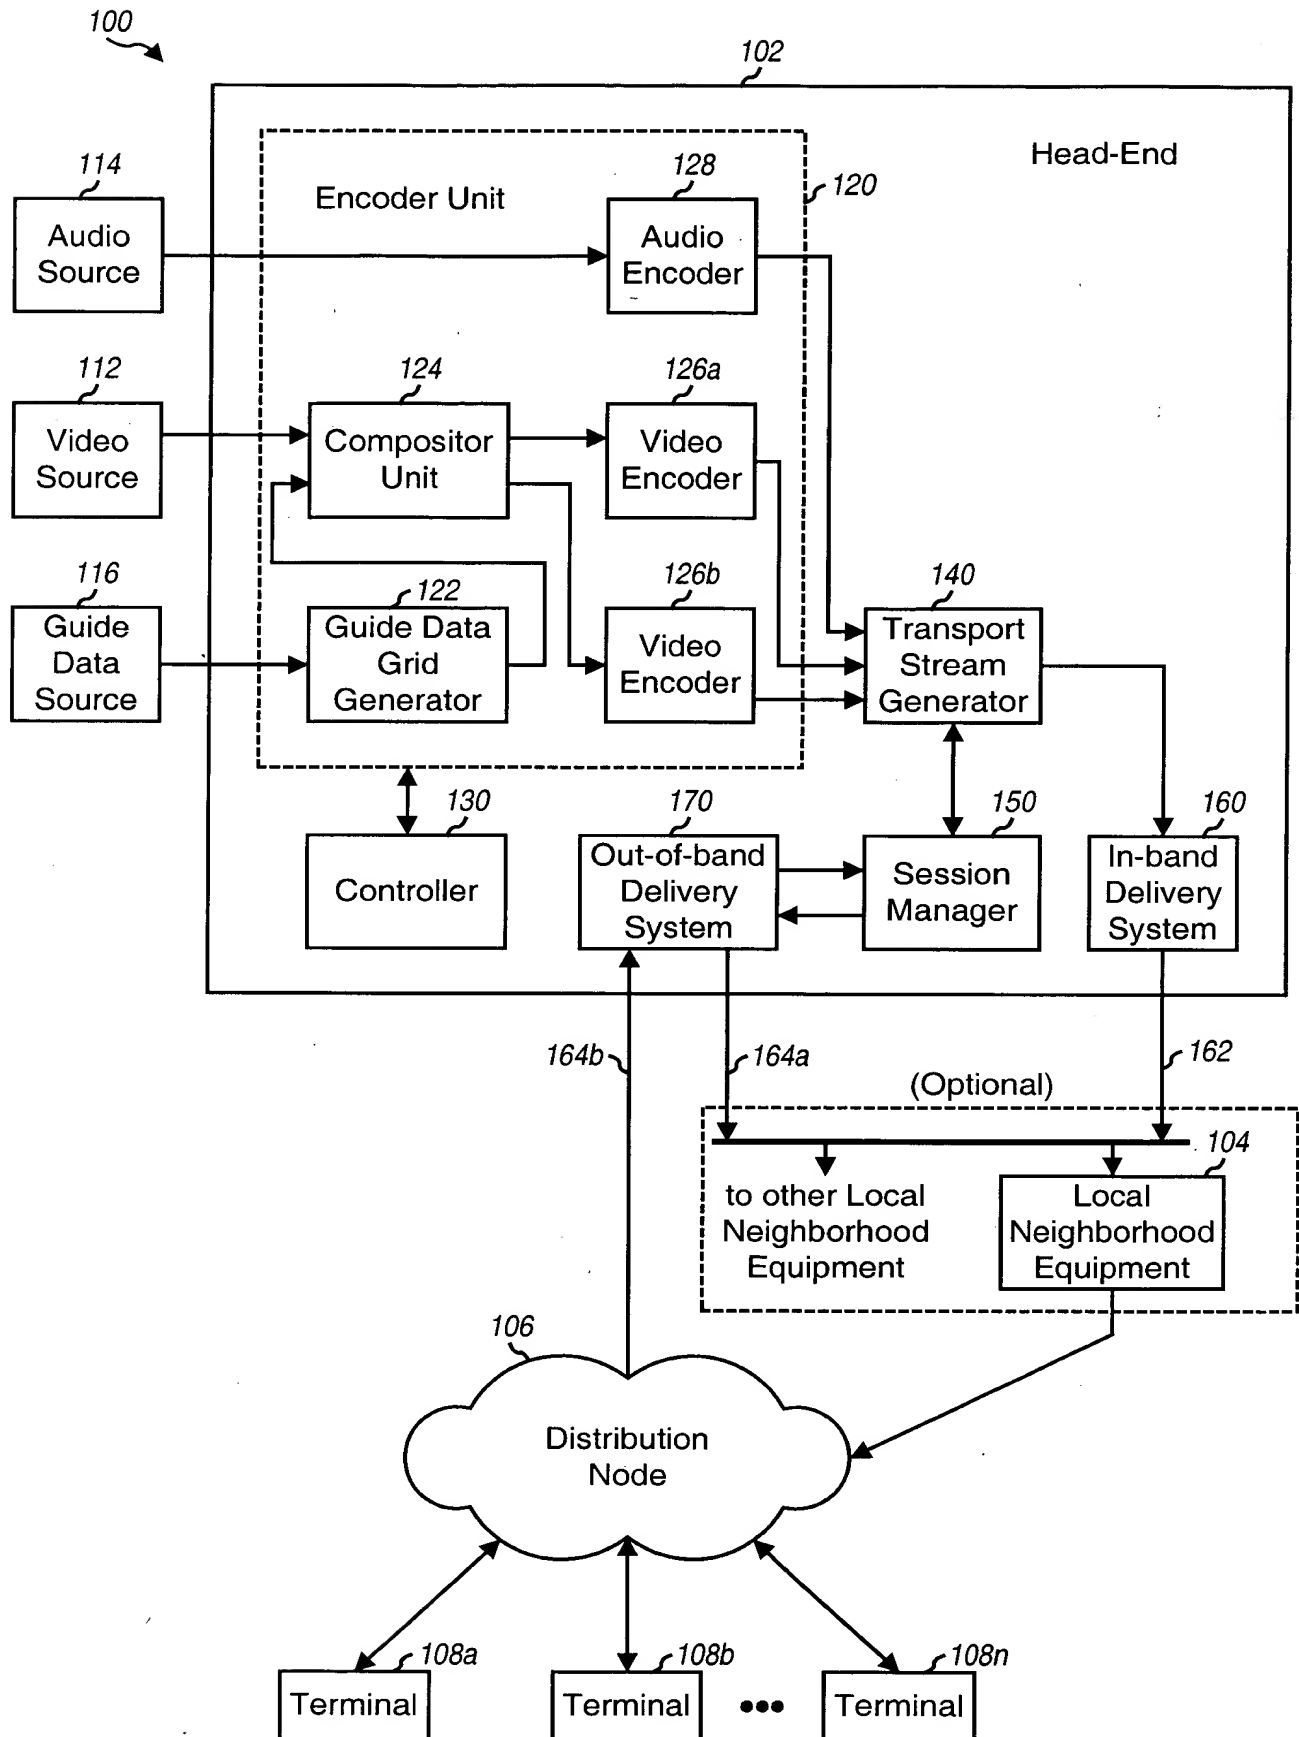 100
102
Head-End
114
128
120
Encoder Unit
Audio
Source
Audio
Encoder
112
124
126a
Video
Source
Compositor
Unit
Video
Encoder
116
122
126b
140
Guide
Data
Source
Guide Data
Grid
Generator
Video
Encoder
Transport
Stream
Generator
130
170
150
160
Controller
Out-of-band
Delivery
System
Session
Manager
In-band
Delivery
System
164b
164a
162
(Optional)
104
to other Local
Neighborhood
Equipment
Local
Neighborhood
Equipment
106
Distribution
Node
108a
108b
108n
Terminal
Terminal
•••
Terminal